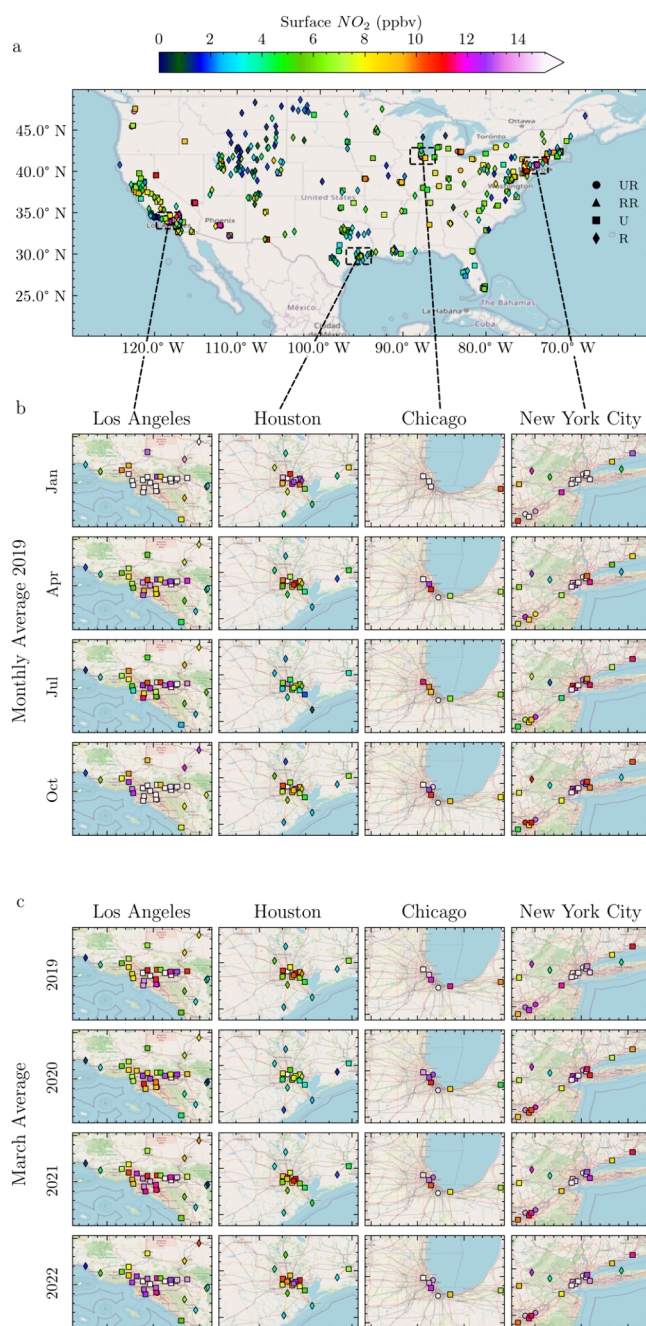 Surface NO₂ (ppbv)
a
0 2 4 6 8 10 12 14
45.0° N
40.0° N
35.0° N
30.0° N
25.0° N
Ottawa
Toronto
United States
Washington
Phoenix
México
Ciudad
de México
La Habana
Cuba
The Bahamas
UR
RR
U
R
120.0° W 110.0° W 100.0° W 90.0° W 80.0° W 70.0° W
b
Los Angeles Houston Chicago New York City
Monthly Average 2019
Jan
Apr
Jul
Oct
c
Los Angeles Houston Chicago New York City
March Average
2019
2020
2021
2022